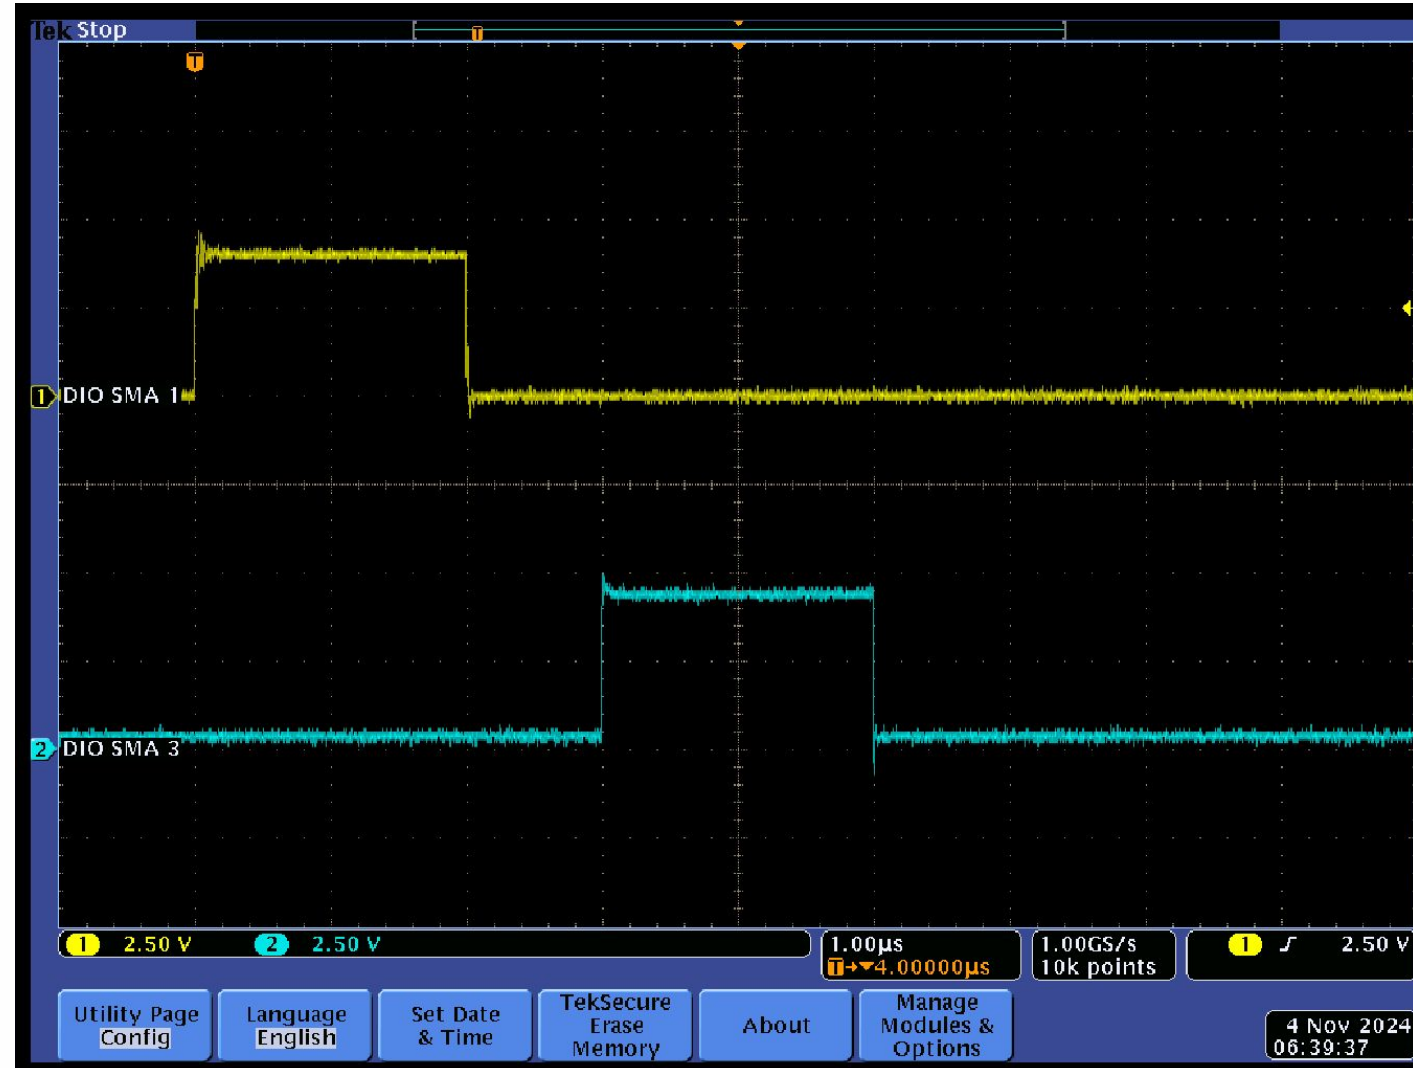 Tek Stop
T
T
1 DIO SMA 1
2 DIO SMA 3
1 2.50 V 2 2.50 V
1.00µs
T→▼4.00000µs
1.00GS/s
10k points
1 2.50 V
Utility Page
Config
Language
English
Set Date
& Time
TekSecure
Erase
Memory
About
Manage
Modules &
Options
4 Nov 2024
06:39:37